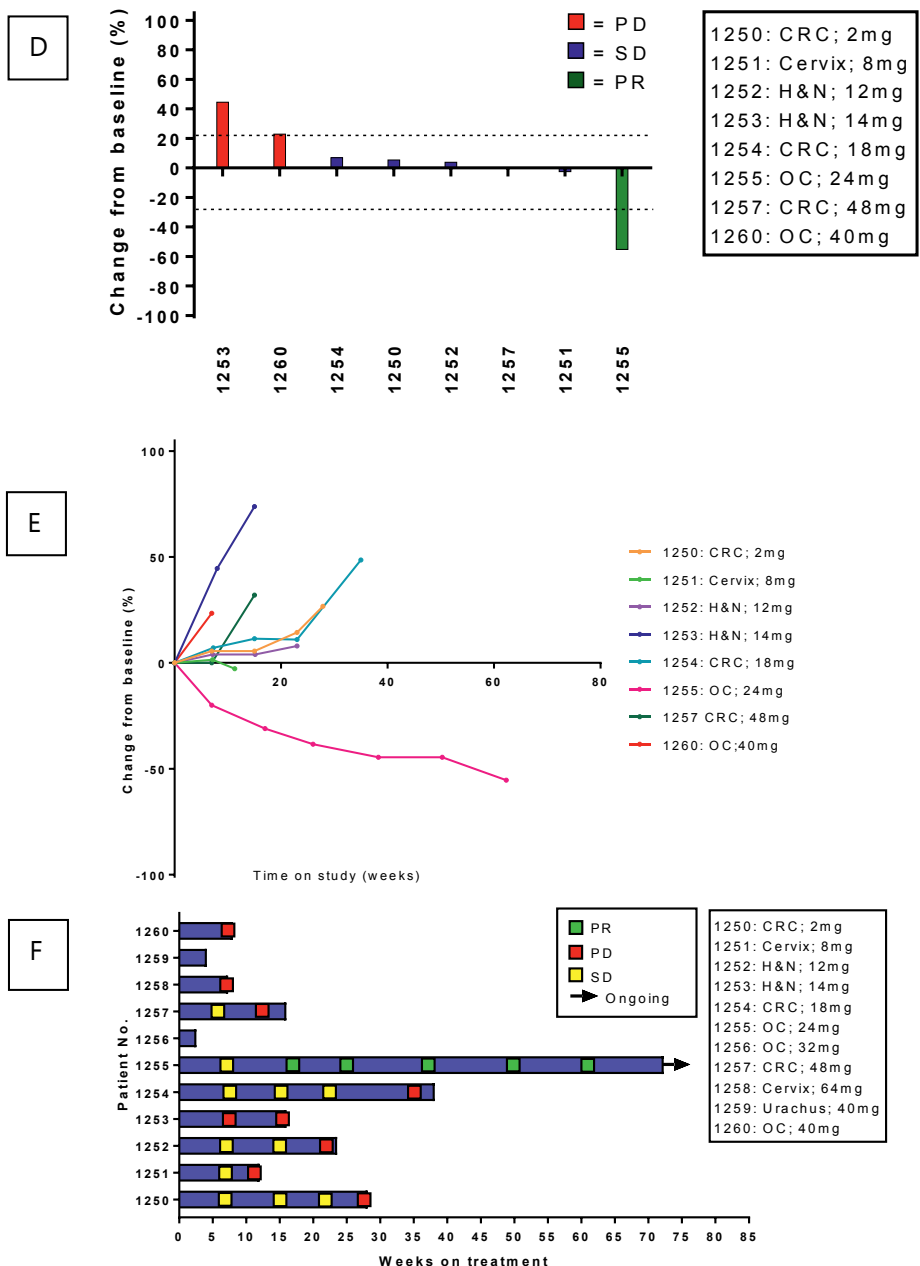 D
Change from baseline (%)
100
80
60
40
20
0
-20
-40
-60
-80
-100
= PD
= SD
= PR
1253
1260
1254
1250
1252
1257
1251
1255
1250: CRC; 2mg
1251: Cervix; 8mg
1252: H&N; 12mg
1253: H&N; 14mg
1254: CRC; 18mg
1255: OC; 24mg
1257: CRC; 48mg
1260: OC; 40mg
E
Change from baseline (%)
100
50
0
-50
-100
20
40
60
80
Time on study (weeks)
1250: CRC; 2mg
1251: Cervix; 8mg
1252: H&N; 12mg
1253: H&N; 14mg
1254: CRC; 18mg
1255: OC; 24mg
1257 CRC; 48mg
1260: OC;40mg
F
Patient No.
1260
1259
1258
1257
1256
1255
1254
1253
1252
1251
1250
0 5 10 15 20 25 30 35 40 45 50 55 60 65 70 75 80 85
Weeks on treatment
PR
PD
SD
Ongoing
1250: CRC; 2mg
1251: Cervix; 8mg
1252: H&N; 12mg
1253: H&N; 14mg
1254: CRC; 18mg
1255: OC; 24mg
1256: OC; 32mg
1257: CRC; 48mg
1258: Cervix; 64mg
1259: Urachus; 40mg
1260: OC; 40mg